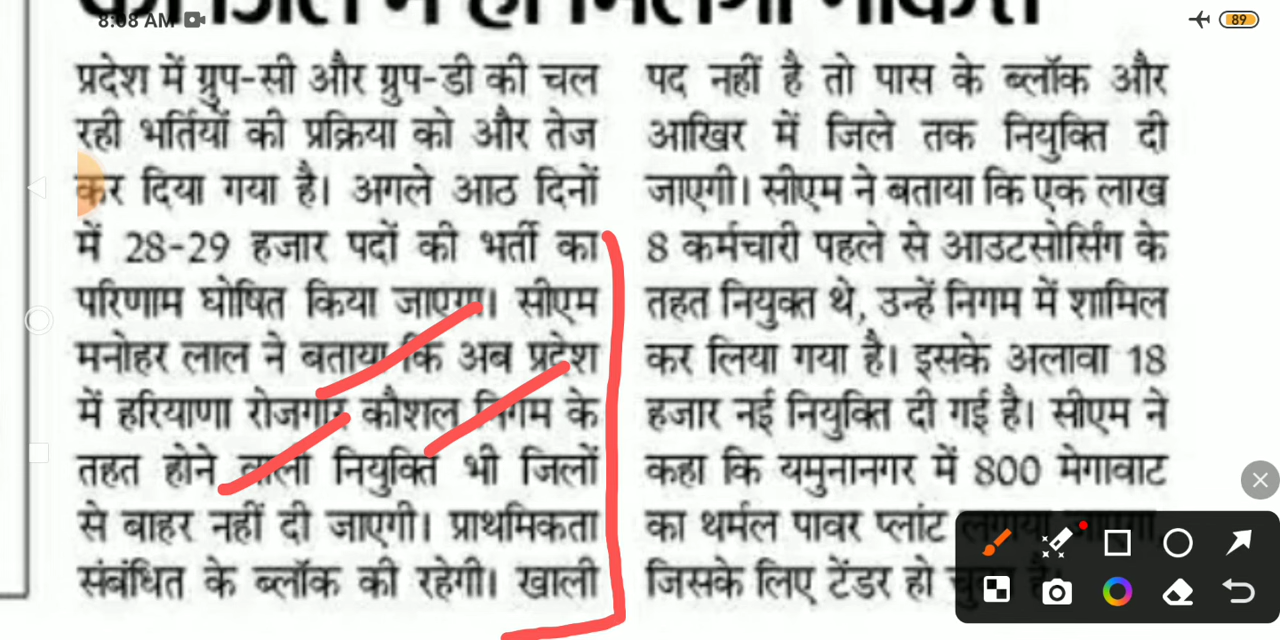 8:08 AM
89
प्रदेश में ग्रुप-सी और ग्रुप-डी की चल
रही भर्तियों की प्रक्रिया को और तेज
कर दिया गया है। अगले आठ दिनों
में 28-29 हजार पदों की भर्ती का
परिणाम घोषित किया जाएगा। सीएम
मनोहर लाल ने बताया कि अब प्रदेश
में हरियाणा रोजगार कौशल निगम के
तहत होने वाली नियुक्ति भी जिलों
से बाहर नहीं दी जाएगी। प्राथमिकता
संबंधित के ब्लॉक की रहेगी। खाली
पद नहीं है तो पास के ब्लॉक और
आखिर में जिले तक नियुक्ति दी
जाएगी। सीएम ने बताया कि एक लाख
8 कर्मचारी पहले से आउटसोर्सिंग के
तहत नियुक्त थे, उन्हें निगम में शामिल
कर लिया गया है। इसके अलावा 18
हजार नई नियुक्ति दी गई है। सीएम ने
कहा कि यमुनानगर में 800 मेगावाट
का थर्मल पावर प्लांट लगाया जाएगा,
जिसके लिए टेंडर हो चुका है।